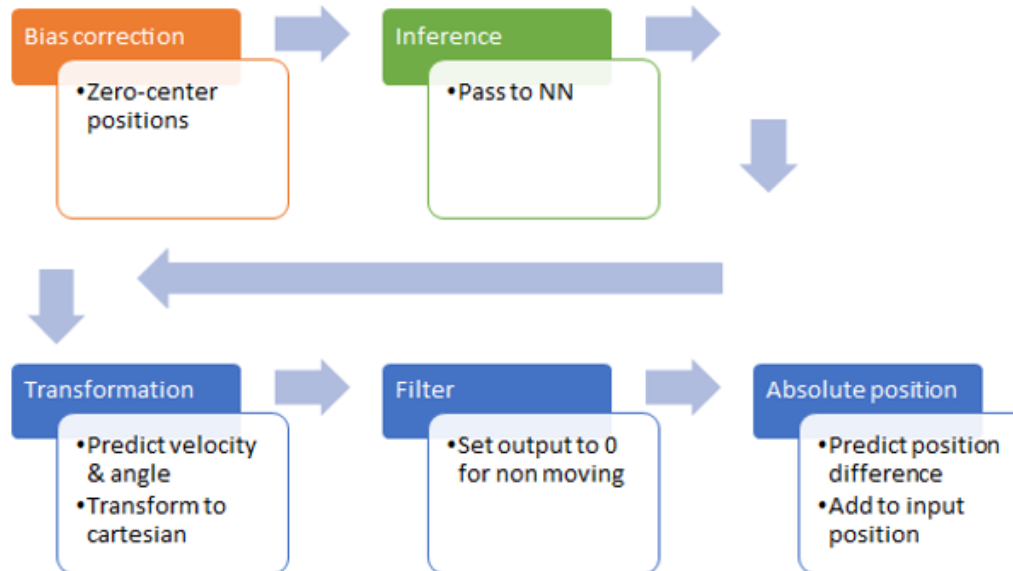 Bias correction
•Zero-center
positions
Inference
•Pass to NN
Transformation
•Predict velocity
& angle
•Transform to
cartesian
Filter
•Set output to 0
for non moving
Absolute position
•Predict position
difference
•Add to input
position